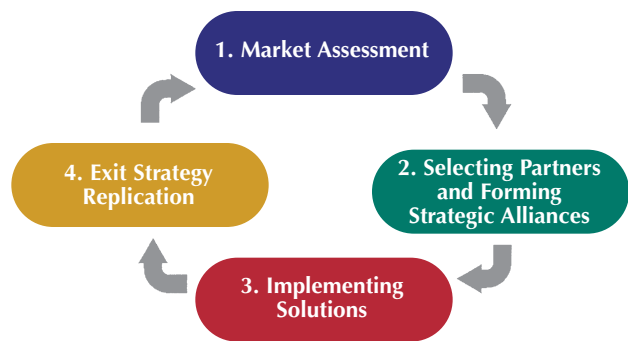 1. Market Assessment
2. Selecting Partners
and Forming
Strategic Alliances
3. Implementing
Solutions
4. Exit Strategy
Replication